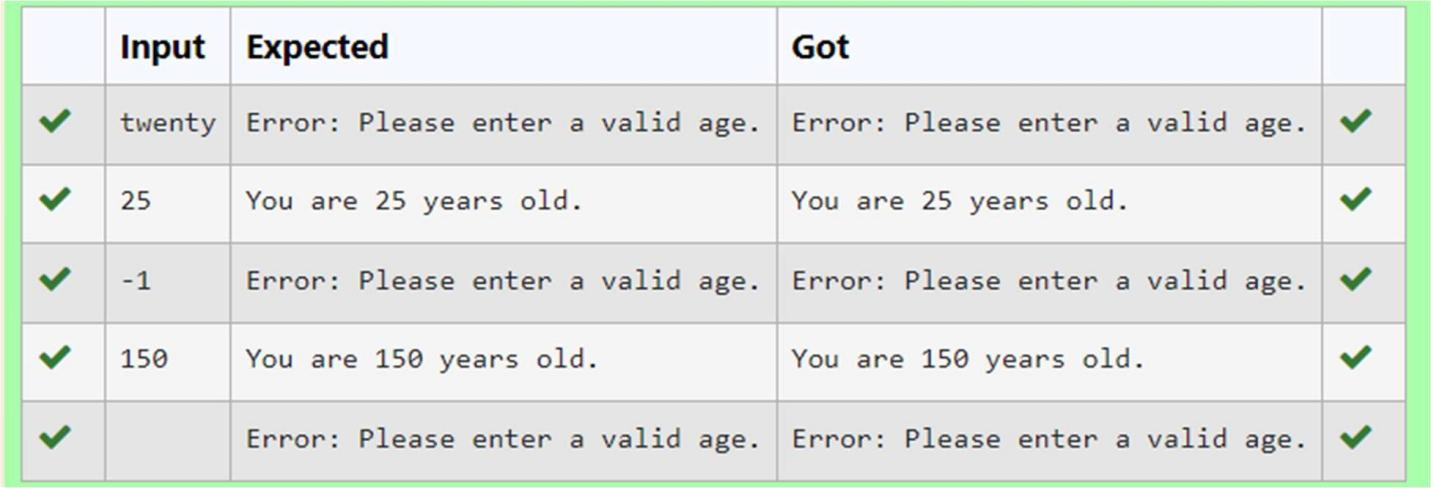 Input Expected Got
twenty Error: Please enter a valid age. Error: Please enter a valid age.
25 You are 25 years old. You are 25 years old.
-1 Error: Please enter a valid age. Error: Please enter a valid age.
150 You are 150 years old. You are 150 years old.
Error: Please enter a valid age. Error: Please enter a valid age.